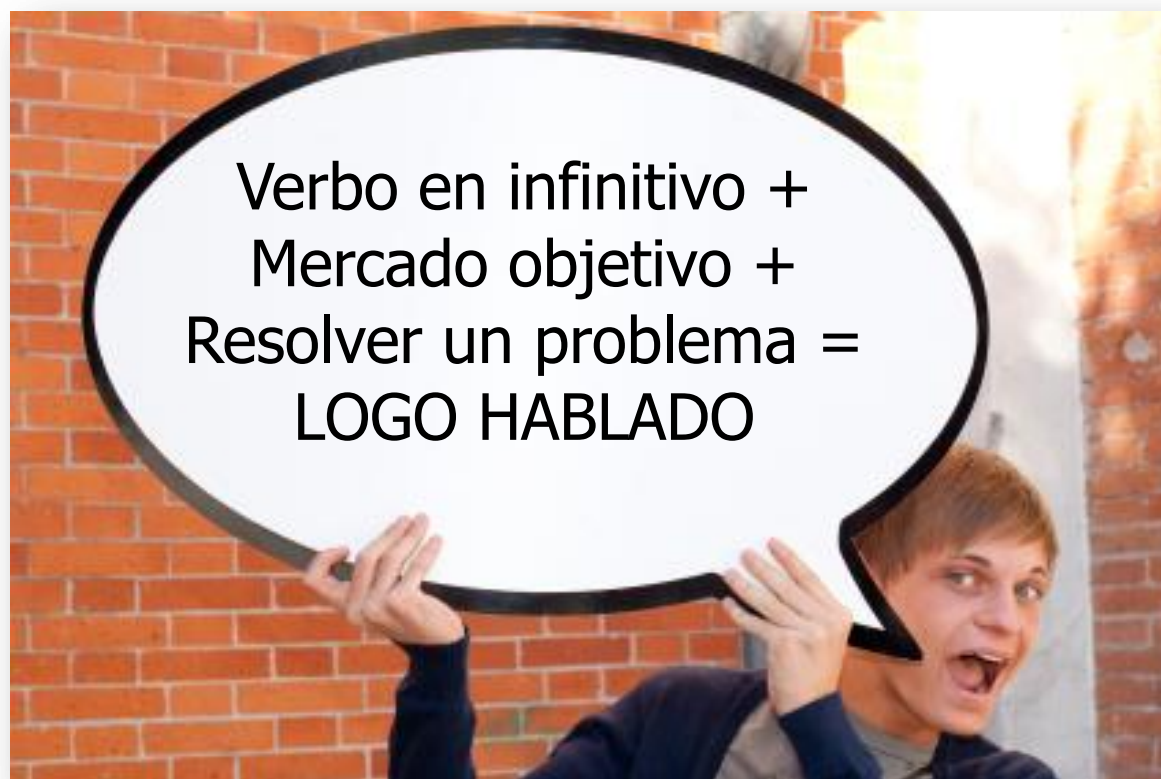 Verbo en infinitivo +
Mercado objetivo +
Resolver un problema =
LOGO HABLADO